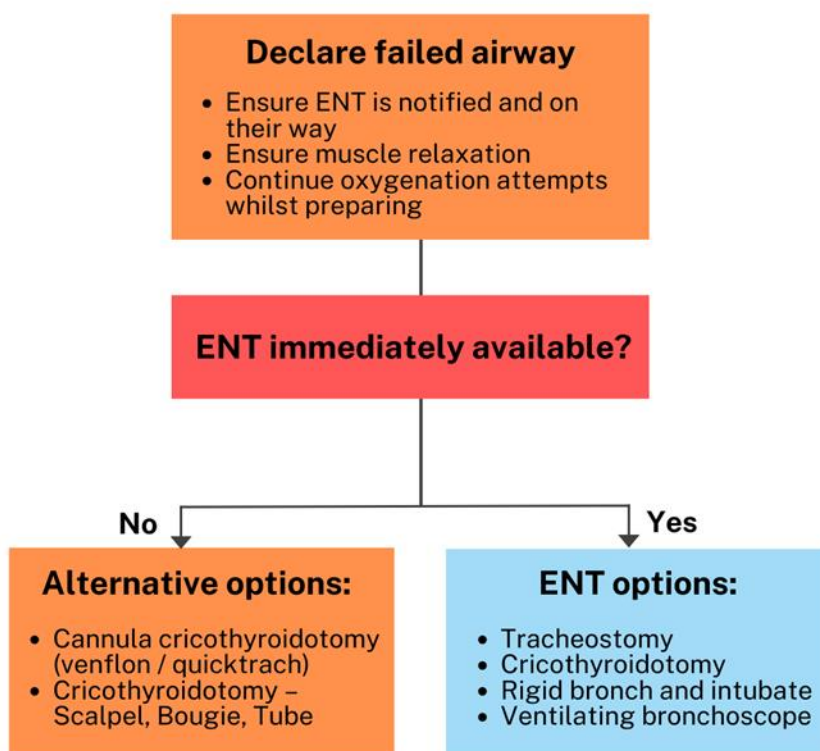 Declare failed airway
• Ensure ENT is notified and on
their way
• Ensure muscle relaxation
• Continue oxygenation attempts
whilst preparing
ENT immediately available?
No
Yes
Alternative options:
• Cannula cricothyroidotomy
(venflon / quicktrach)
• Cricothyroidotomy –
Scalpel, Bougie, Tube
ENT options:
• Tracheostomy
• Cricothyroidotomy
• Rigid bronch and intubate
• Ventilating bronchoscope